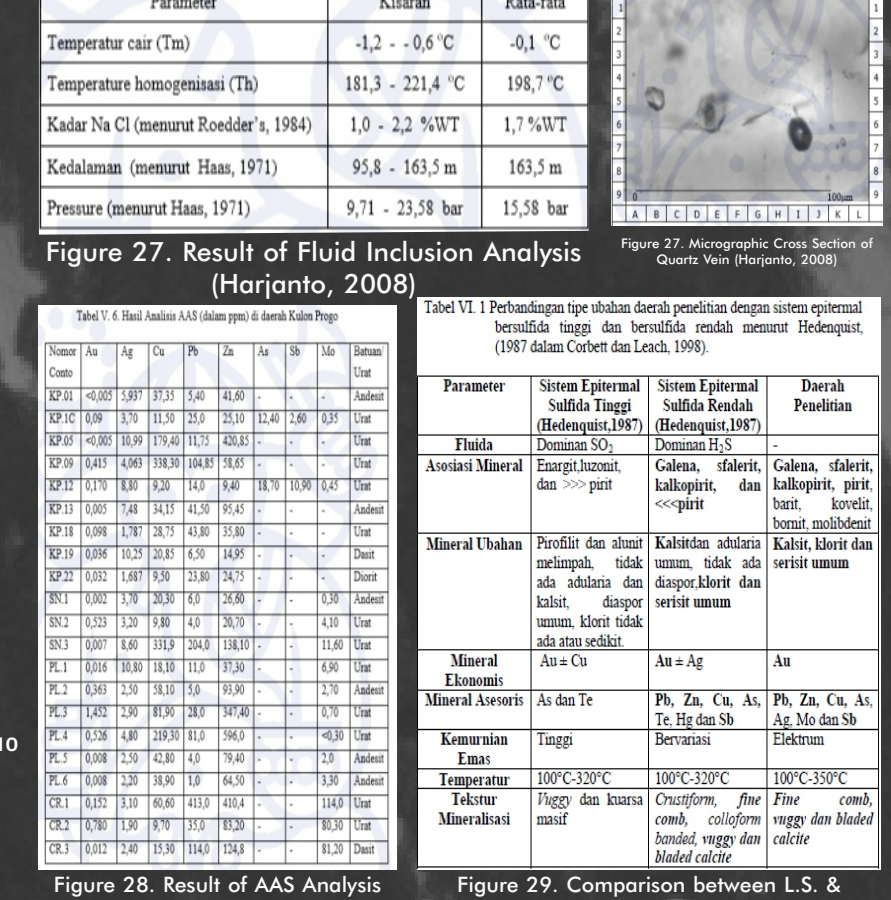 Parameter Kisaran Rata-rata
Temperatur cair (Tm) -1,2 - - 0,6 °C -0,1 °C
Temperature homogenisasi (Th) 181,3 - 221,4 °C 198,7 °C
Kadar Na Cl (menurut Roedder's, 1984) 1,0 - 2,2 %WT 1,7 %WT
Kedalaman (menurut Haas, 1971) 95,8 - 163,5 m 163,5 m
Pressure (menurut Haas, 1971) 9,71 - 23,58 bar 15,58 bar
Figure 27. Result of Fluid Inclusion Analysis
(Harjanto, 2008)
1 1
2 2
3 3
4 4
5 5
6 6
7 7
8 8
9 0 100µm 9
A B C D E F G H I J K L
Figure 27. Micrographic Cross Section of
Quartz Vein (Harjanto, 2008)
Tabel V. 6. Hasil Analisis AAS (dalam ppm) di daerah Kulon Progo
Nomor Au Ag Cu Pb Zn As Sb Mo Batuan/
Conto Urat
KP.01 <0,005 5,937 37,35 5,40 41,60 - - - Andesit
KP.1C 0,09 3,70 11,50 25,0 25,10 12,40 2,60 0,35 Urat
KP.05 <0,005 10,99 179,40 11,75 420,85 - - - Urat
KP.09 0,415 4,063 338,30 104,85 58,65 - - - Urat
KP.12 0,170 8,80 9,20 14,0 9,40 18,70 10,90 0,45 Urat
KP.13 0,005 7,48 34,15 41,50 95,45 - - - Andesit
KP.18 0,098 1,787 28,75 43,80 35,80 - - - Urat
KP.19 0,036 10,25 20,85 6,50 14,95 - - - Dasit
KP.22 0,032 1,687 9,50 23,80 24,75 - - - Diorit
SN.1 0,002 3,70 20,30 6,0 26,60 - - 0,30 Andesit
SN.2 0,523 3,20 9,80 4,0 20,70 - - 4,10 Urat
SN.3 0,007 8,60 331,9 204,0 138,10 - - 11,60 Urat
PL.1 0,016 10,80 18,10 11,0 37,30 - - 6,90 Urat
PL.2 0,363 2,50 58,10 5,0 93,90 - - 2,70 Andesit
PL.3 1,452 2,90 81,90 28,0 347,40 - - 0,70 Urat
PL.4 0,526 4,80 219,30 81,0 596,0 - - <0,30 Urat
PL.5 0,008 2,50 42,80 4,0 79,40 - - 2,0 Andesit
PL.6 0,008 2,20 38,90 1,0 64,50 - - 3,30 Andesit
CR.1 0,152 3,10 60,60 413,0 410,4 - - 114,0 Urat
CR.2 0,780 1,90 9,70 35,0 83,20 - - 80,30 Urat
CR.3 0,012 2,40 15,30 114,0 124,8 - - 81,20 Dasit
10
Figure 28. Result of AAS Analysis
Tabel VI. 1 Perbandingan tipe ubahan daerah penelitian dengan sistem epitermal
bersulfida tinggi dan bersulfida rendah menurut Hedenquist,
(1987 dalam Corbett dan Leach, 1998).
Parameter Sistem Epitermal Sistem Epitermal Daerah
Sulfida Tinggi Sulfida Rendah Penelitian
(Hedenquist,1987) (Hedenquist,1987)
Fluida Dominan SO₂ Dominan H₂S -
Asosiasi Mineral Enargit,luzonit, Galena, sfalerit, Galena, sfalerit,
dan >>> pirit kalkopirit, dan kalkopirit, pirit,
<<<pirit barit, kovelit,
bornit, molibdenit
Mineral Ubahan Pirofilit dan alunit Kalsitdan adularia Kalsit, klorit dan
melimpah, tidak umum, tidak ada serisit umum
ada adularia dan diaspor,klorit dan
kalsit, diaspor serisit umum
umum, klorit tidak
ada atau sedikit.
Mineral Au ± Cu Au ± Ag Au
Ekonomis
Mineral Asesoris As dan Te Pb, Zn, Cu, As, Pb, Zn, Cu, As,
Te, Hg dan Sb Ag, Mo dan Sb
Kemurnian Tinggi Bervariasi Elektrum
Emas
Temperatur 100°C-320°C 100°C-320°C 100°C-350°C
Tekstur Vuggy dan kuarsa Crustiform, fine Fine comb,
Mineralisasi masif comb, colloform vuggy dan bladed
banded, vuggy dan calcite
bladed calcite
Figure 29. Comparison between L.S. &